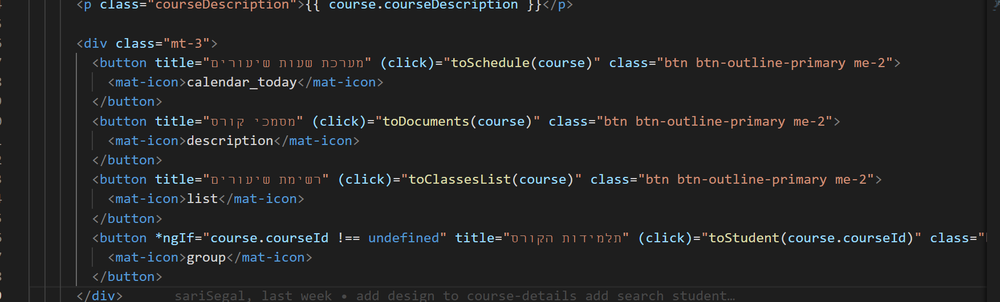 <p class="courseDescription">{{ course.courseDescription }}</p>
<div class="mt-3">
<button title="מערכת שעות שיעורים" (click)="toSchedule(course)" class="btn btn-outline-primary me-2">
<mat-icon>calendar_today</mat-icon>
</button>
<button title="מסמכי קורס" (click)="toDocuments(course)" class="btn btn-outline-primary me-2">
<mat-icon>description</mat-icon>
</button>
<button title="רשימת שיעורים" (click)="toClassesList(course)" class="btn btn-outline-primary me-2">
<mat-icon>list</mat-icon>
</button>
<button *ngIf="course.courseId !== undefined" title="תלמידות הקורס" (click)="toStudent(course.courseId)" class="
<mat-icon>group</mat-icon>
</button>
</div> sariSegal, last week • add design to course-details add search student…